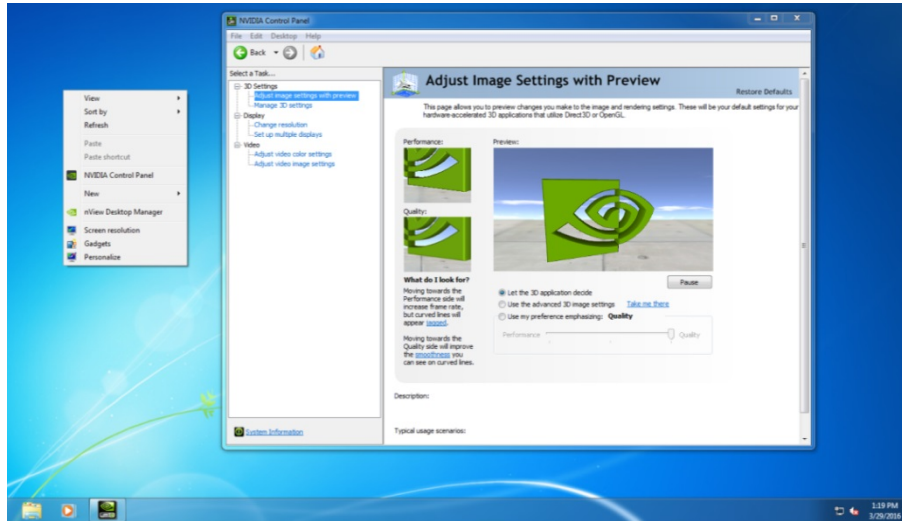 NVIDIA Control Panel
File Edit Desktop Help
Back
Select a Task...
3D Settings
Adjust image settings with preview
Manage 3D settings
Display
Change resolution
Set up multiple displays
Video
Adjust video color settings
Adjust video image settings
System Information
Adjust Image Settings with Preview
Restore Defaults
This page allows you to preview changes you make to the image and rendering settings. These will be your default settings for your
hardware-accelerated 3D applications that utilize Direct3D or OpenGL.
Performance:
Preview:
Quality:
What do I look for?
Moving towards the
Performance side will
increase frame rate,
but curved lines will
appear jagged.
Moving towards the
Quality side will improve
the smoothness you
can see on curved lines.
Pause
Let the 3D application decide
Use the advanced 3D image settings Take me there
Use my preference emphasizing: Quality
Performance Quality
Description:
Typical usage scenarios:
View
Sort by
Refresh
Paste
Paste shortcut
NVIDIA Control Panel
New
nView Desktop Manager
Screen resolution
Gadgets
Personalize
1:19 PM
3/29/2016